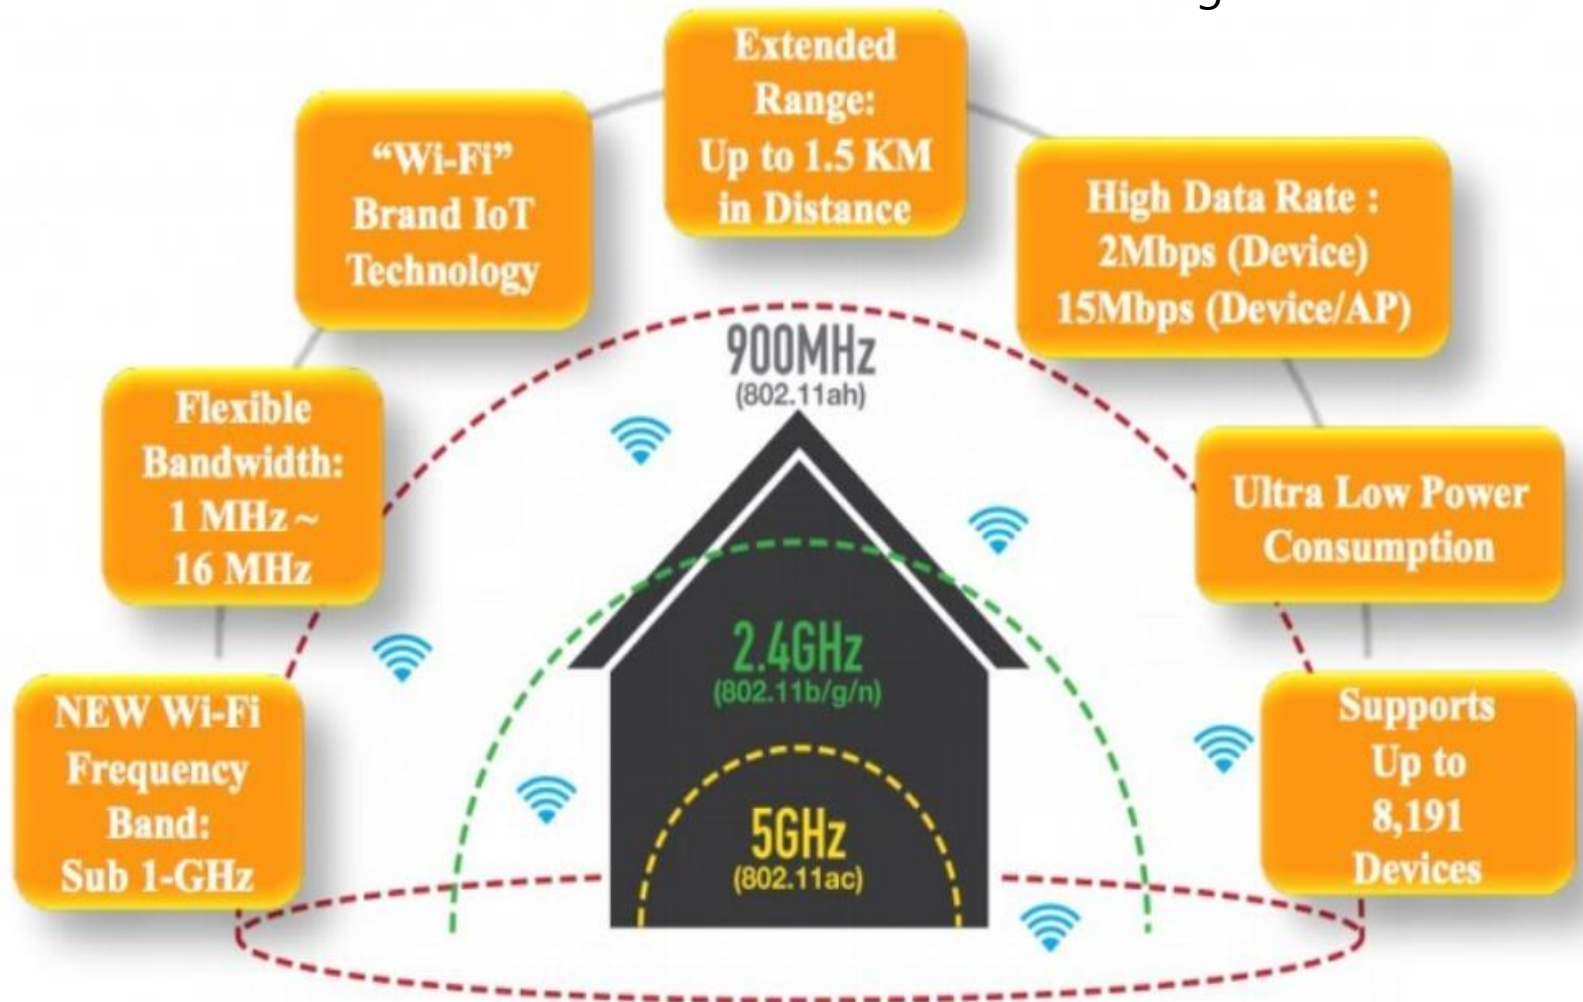 Extended
Range:
Up to 1.5 KM
in Distance
“Wi-Fi”
Brand IoT
Technology
High Data Rate :
2Mbps (Device)
15Mbps (Device/AP)
900MHz
(802.11ah)
Flexible
Bandwidth:
1 MHz ~
16 MHz
Ultra Low Power
Consumption
2.4GHz
(802.11b/g/n)
NEW Wi-Fi
Frequency
Band:
Sub 1-GHz
Supports
Up to
8,191
Devices
5GHz
(802.11ac)